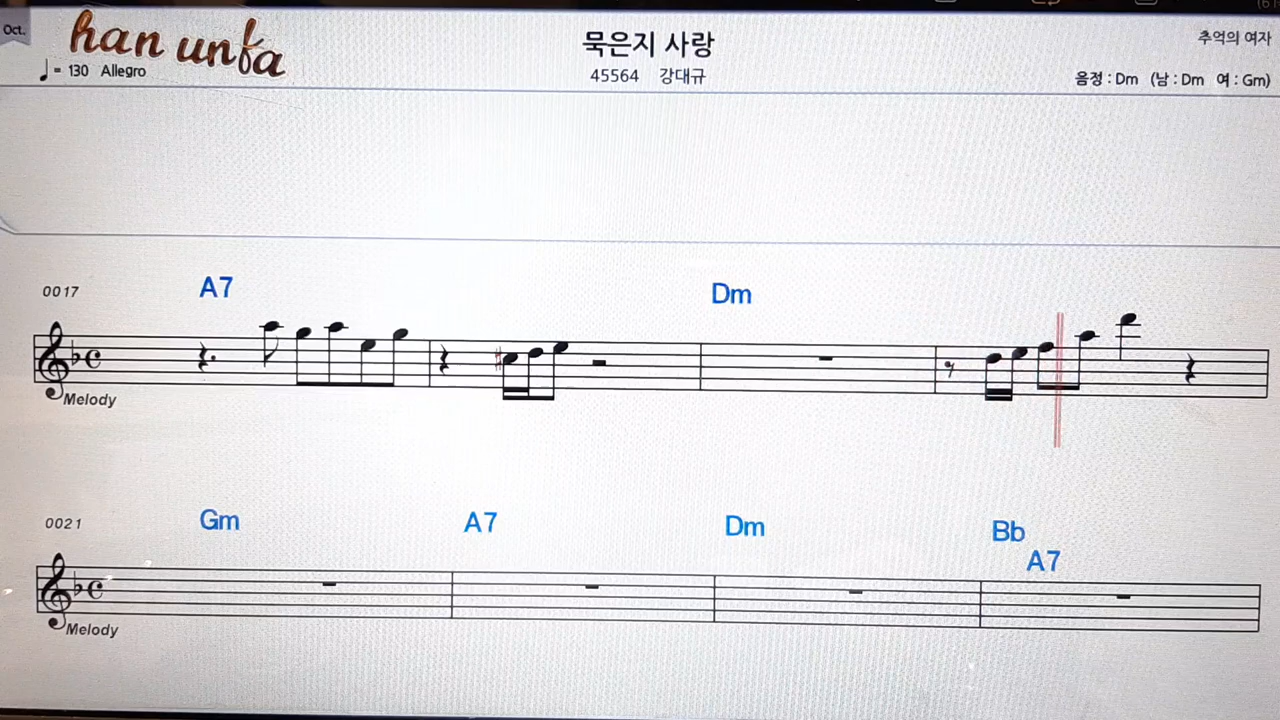 Oct.
han unfa
♩ = 130 Allegro
묵은지 사랑
45564 강대규
추억의 여자
음정 : Dm (남 : Dm 여 : Gm)
0017
A7
Dm
Melody
0021
Gm
A7
Dm
Bb
A7
Melody